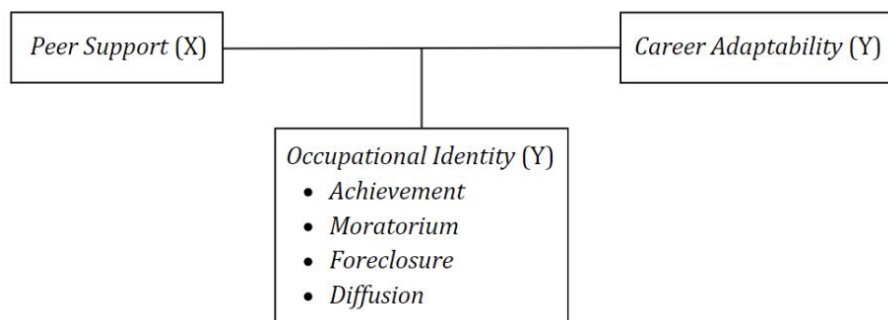 Peer Support (X)
Career Adaptability (Y)
Occupational Identity (Y)
• Achievement
• Moratorium
• Foreclosure
• Diffusion